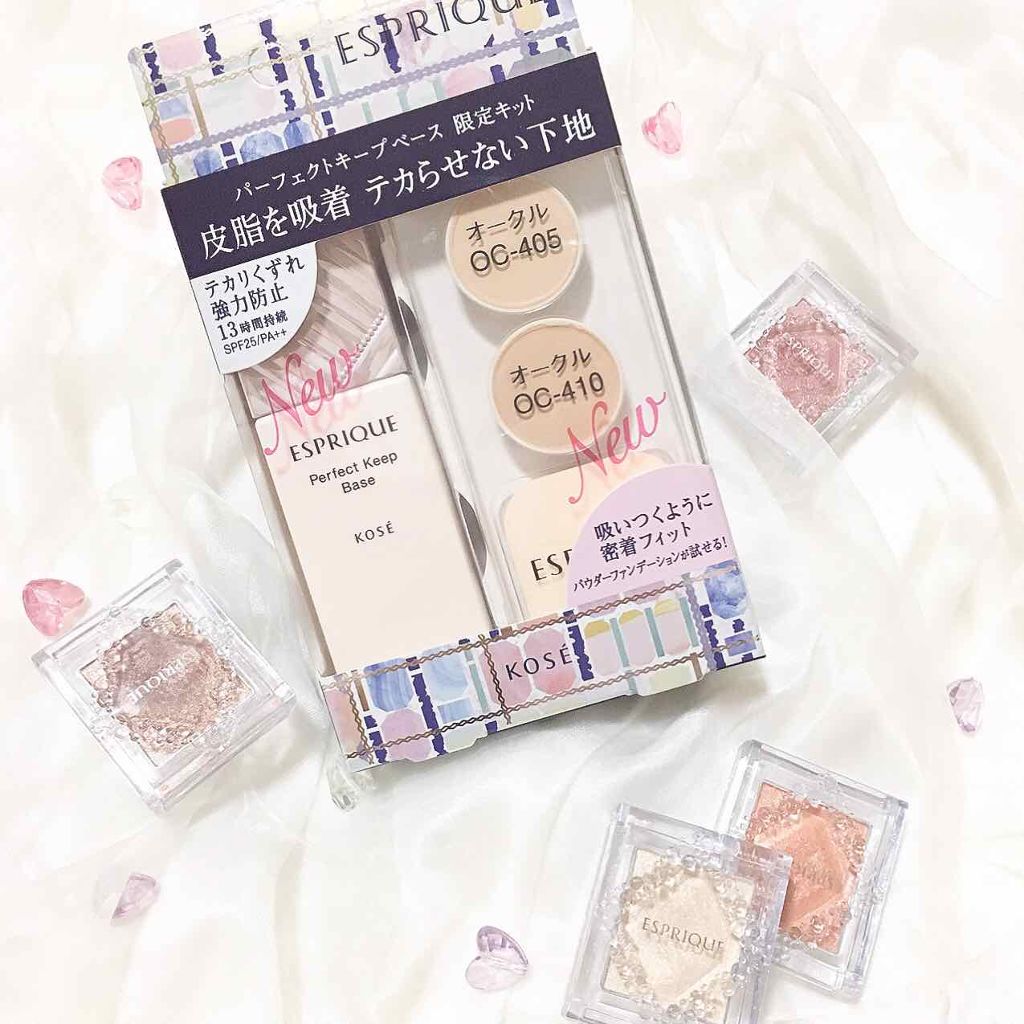 ESPRIQUE
パーフェクトキープベース 限定キット
皮脂を吸着 テカらせない下地
テカリくずれ
強力防止
13時間持続
SPF25/PA++
New
ESPRIQUE
Perfect Keep
Base
KOSÉ
オークル
OC-405
オークル
OC-410
New
吸いつくように
密着フィット
パウダーファンデーションが試せる!
KOSÉ
ESPRIQUE